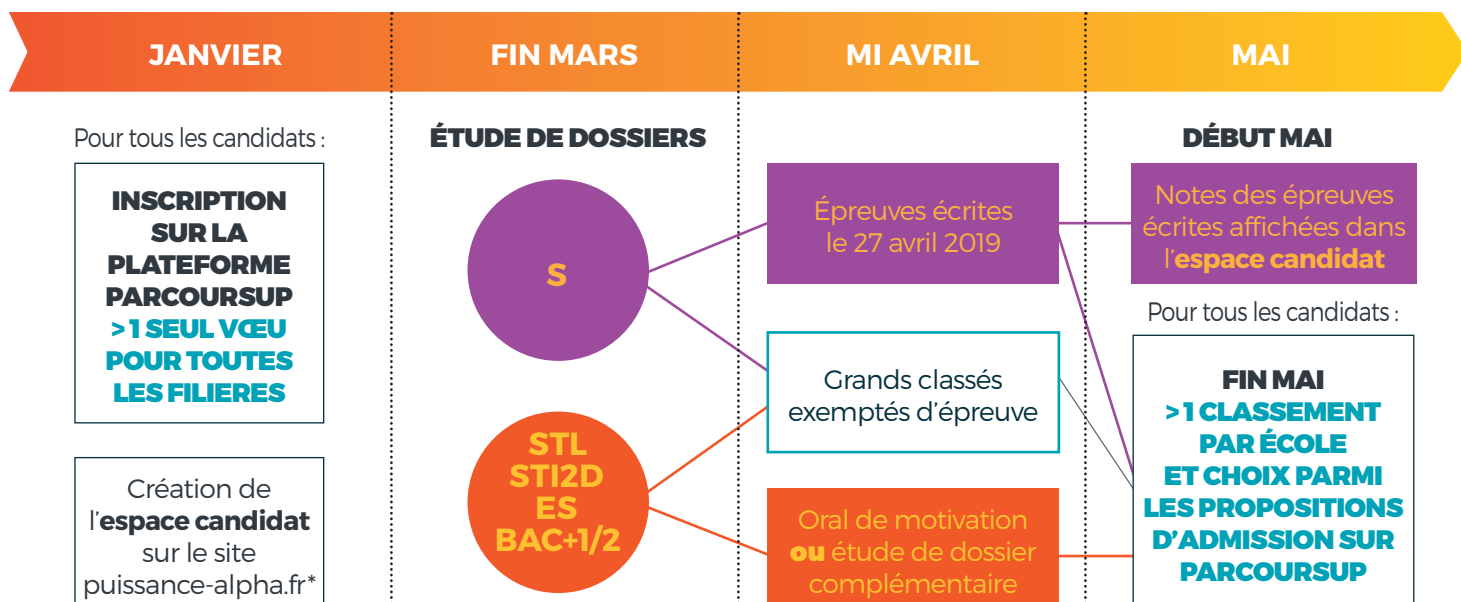 JANVIER
FIN MARS
MI AVRIL
MAI
Pour tous les candidats :
INSCRIPTION
SUR LA
PLATEFORME
PARCOURSUP
> 1 SEUL VŒU
POUR TOUTES
LES FILIERES
Création de
l'espace candidat
sur le site
puissance-alpha.fr*
ÉTUDE DE DOSSIERS
S
STL
STI2D
ES
BAC+1/2
Épreuves écrites
le 27 avril 2019
Grands classés
exemptés d'épreuve
Oral de motivation
ou étude de dossier
complémentaire
DÉBUT MAI
Notes des épreuves
écrites affichées dans
l'espace candidat
Pour tous les candidats :
FIN MAI
> 1 CLASSEMENT
PAR ÉCOLE
ET CHOIX PARMI
LES PROPOSITIONS
D'ADMISSION SUR
PARCOURSUP